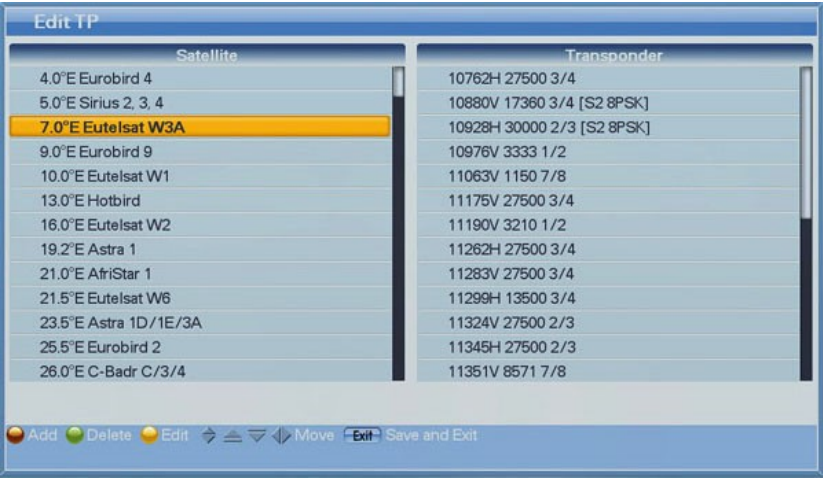 Edit TP
Satellite
4.0°E Eurobird 4
5.0°E Sirius 2, 3, 4
7.0°E Eutelsat W3A
9.0°E Eurobird 9
10.0°E Eutelsat W1
13.0°E Hotbird
16.0°E Eutelsat W2
19.2°E Astra 1
21.0°E AfriStar 1
21.5°E Eutelsat W6
23.5°E Astra 1D/1E/3A
25.5°E Eurobird 2
26.0°E C-Badr C/3/4
Transponder
10762H 27500 3/4
10880V 17360 3/4 [S2 8PSK]
10928H 30000 2/3 [S2 8PSK]
10976V 3333 1/2
11063V 1150 7/8
11175V 27500 3/4
11190V 3210 1/2
11262H 27500 3/4
11283V 27500 3/4
11299H 13500 3/4
11324V 27500 2/3
11345H 27500 2/3
11351V 8571 7/8
Add Delete Edit Move Exit Save and Exit